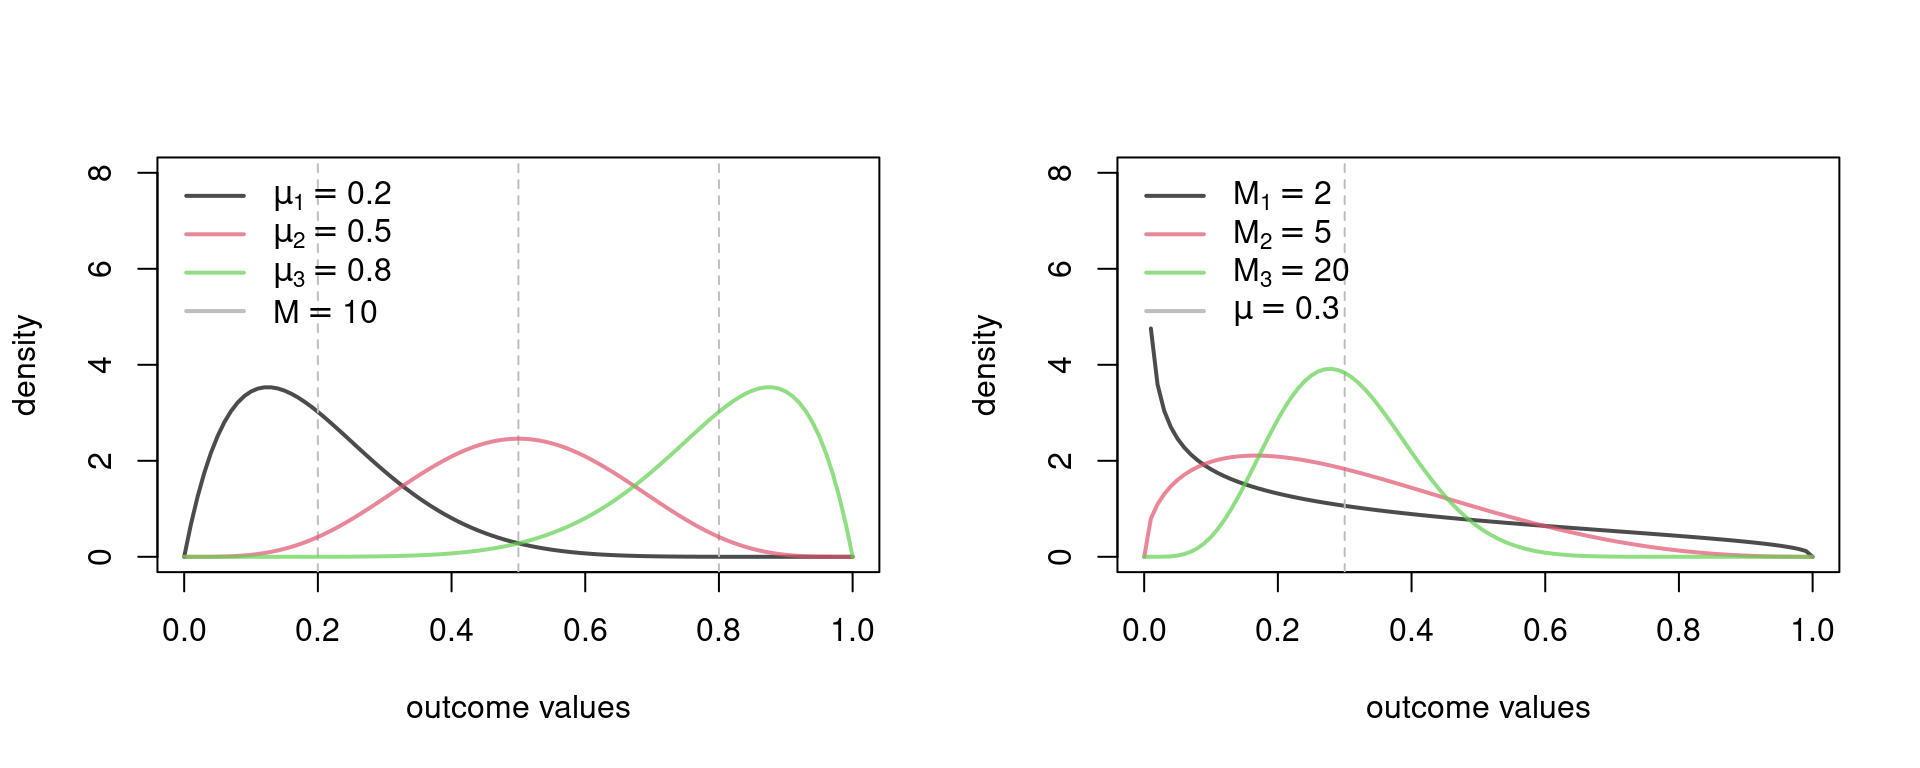 8
6
4
2
0
density
μ1 = 0.2
μ2 = 0.5
μ3 = 0.8
M = 10
0.0 0.2 0.4 0.6 0.8 1.0
outcome values
8
6
4
2
0
density
M1 = 2
M2 = 5
M3 = 20
μ = 0.3
0.0 0.2 0.4 0.6 0.8 1.0
outcome values